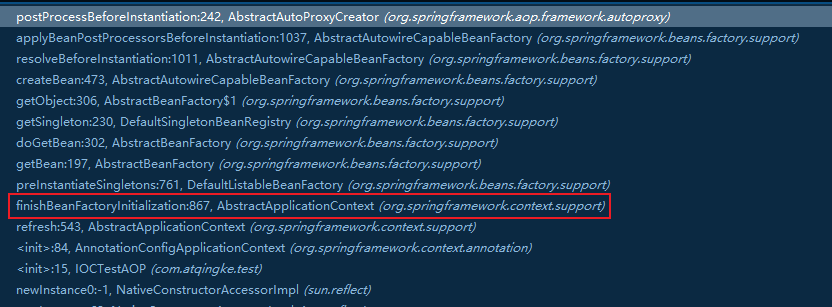 postProcessBeforeInstantiation:242, AbstractAutoProxyCreator (org.springframework.aop.framework.autoproxy)
applyBeanPostProcessorsBeforeInstantiation:1037, AbstractAutowireCapableBeanFactory (org.springframework.beans.factory.support)
resolveBeforeInstantiation:1011, AbstractAutowireCapableBeanFactory (org.springframework.beans.factory.support)
createBean:473, AbstractAutowireCapableBeanFactory (org.springframework.beans.factory.support)
getObject:306, AbstractBeanFactory$1 (org.springframework.beans.factory.support)
getSingleton:230, DefaultSingletonBeanRegistry (org.springframework.beans.factory.support)
doGetBean:302, AbstractBeanFactory (org.springframework.beans.factory.support)
getBean:197, AbstractBeanFactory (org.springframework.beans.factory.support)
preInstantiateSingletons:761, DefaultListableBeanFactory (org.springframework.beans.factory.support)
finishBeanFactoryInitialization:867, AbstractApplicationContext (org.springframework.context.support)
refresh:543, AbstractApplicationContext (org.springframework.context.support)
<init>:84, AnnotationConfigApplicationContext (org.springframework.context.annotation)
<init>:15, IOCTestAOP (com.atqingke.test)
newInstance0:-1, NativeConstructorAccessorImpl (sun.reflect)